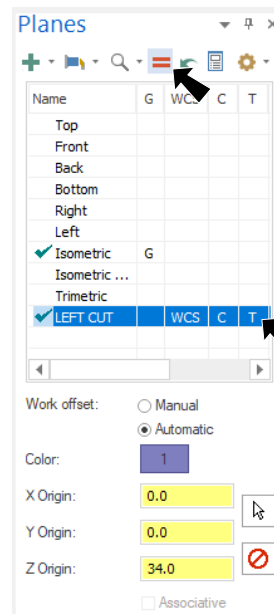 Planes
Name G WCS C T
Top
Front
Back
Bottom
Right
Left
Isometric G
Isometric ...
Trimetric
LEFT CUT WCS C T
Work offset: Manual
Automatic
Color: 1
X Origin: 0.0
Y Origin: 0.0
Z Origin: 34.0
Associative